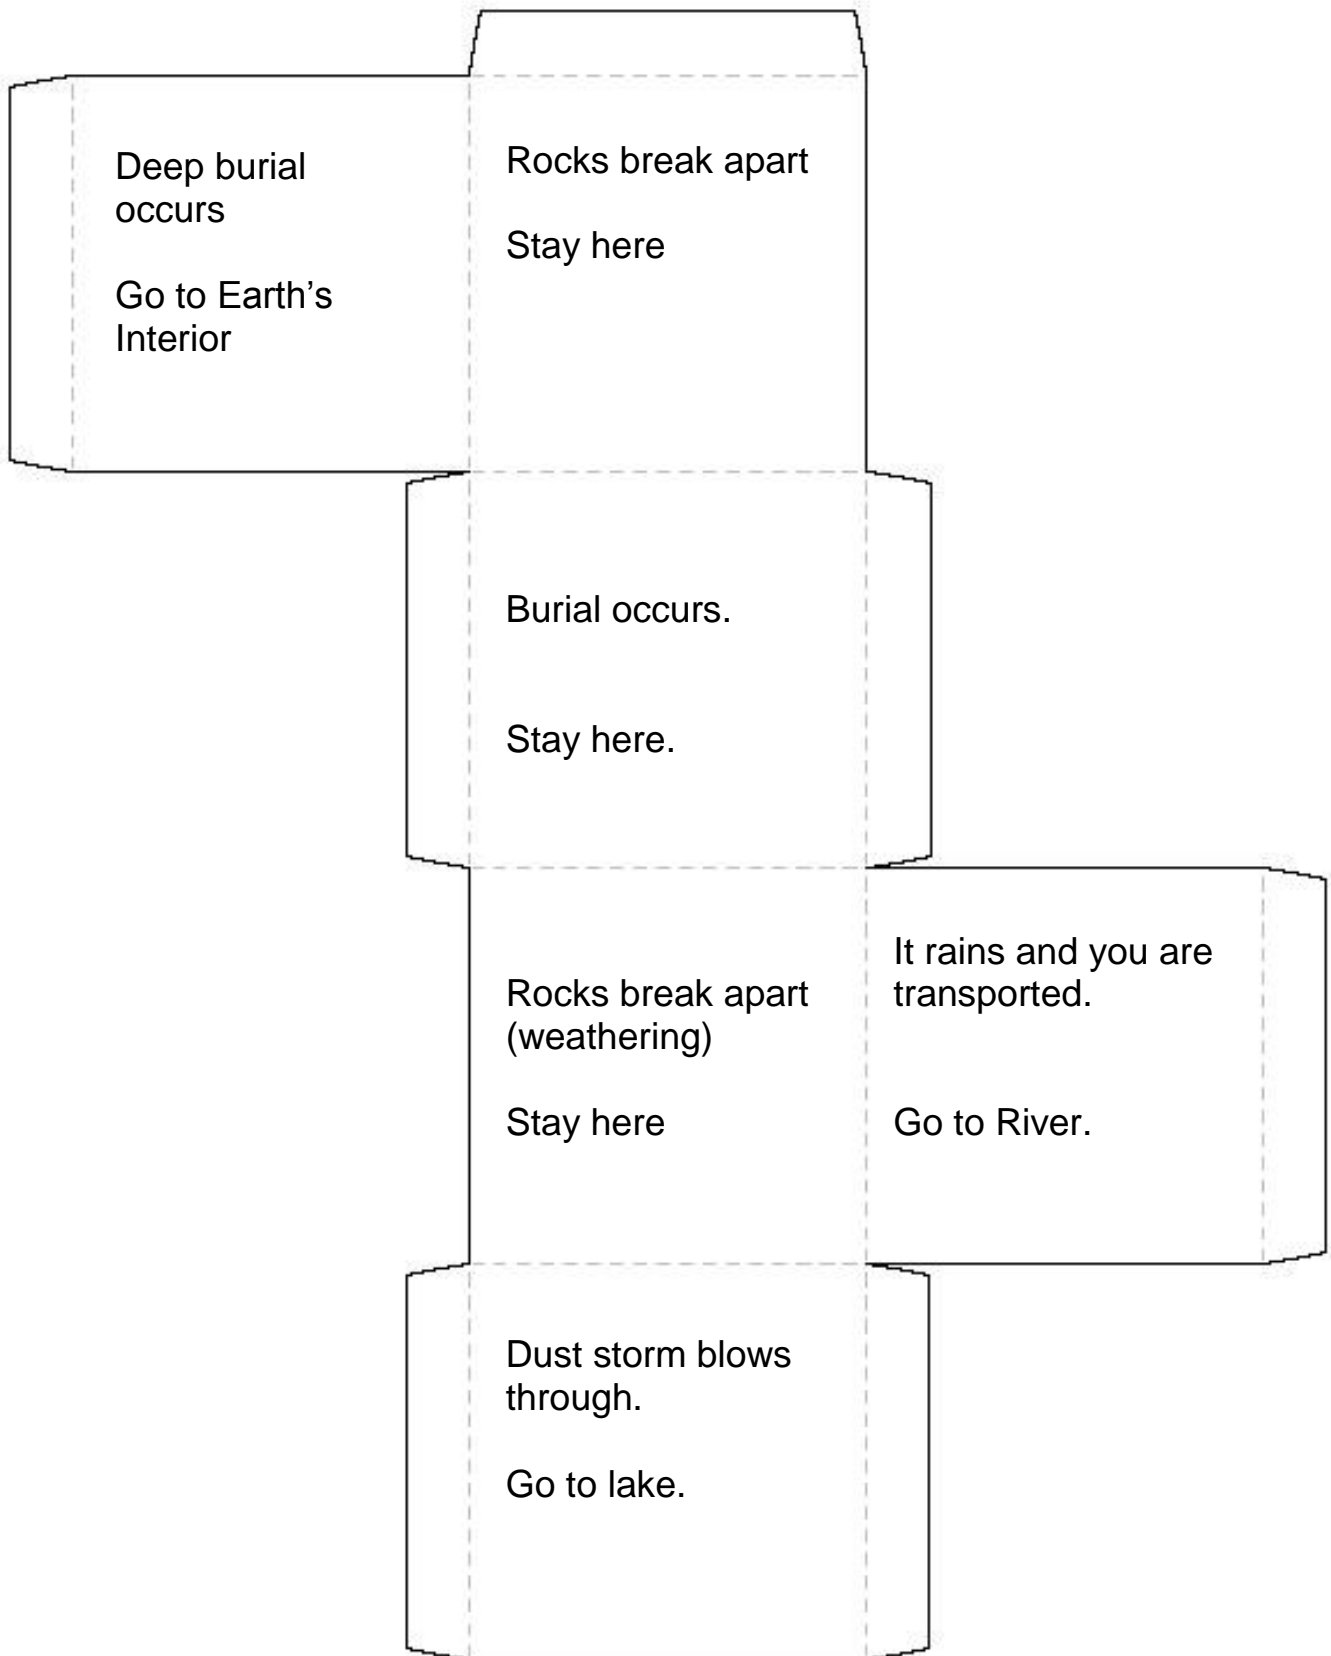 Deep burial
occurs
Go to Earth’s
Interior
Rocks break apart
Stay here
Burial occurs.
Stay here.
Rocks break apart
(weathering)
Stay here
It rains and you are
transported.
Go to River.
Dust storm blows
through.
Go to lake.